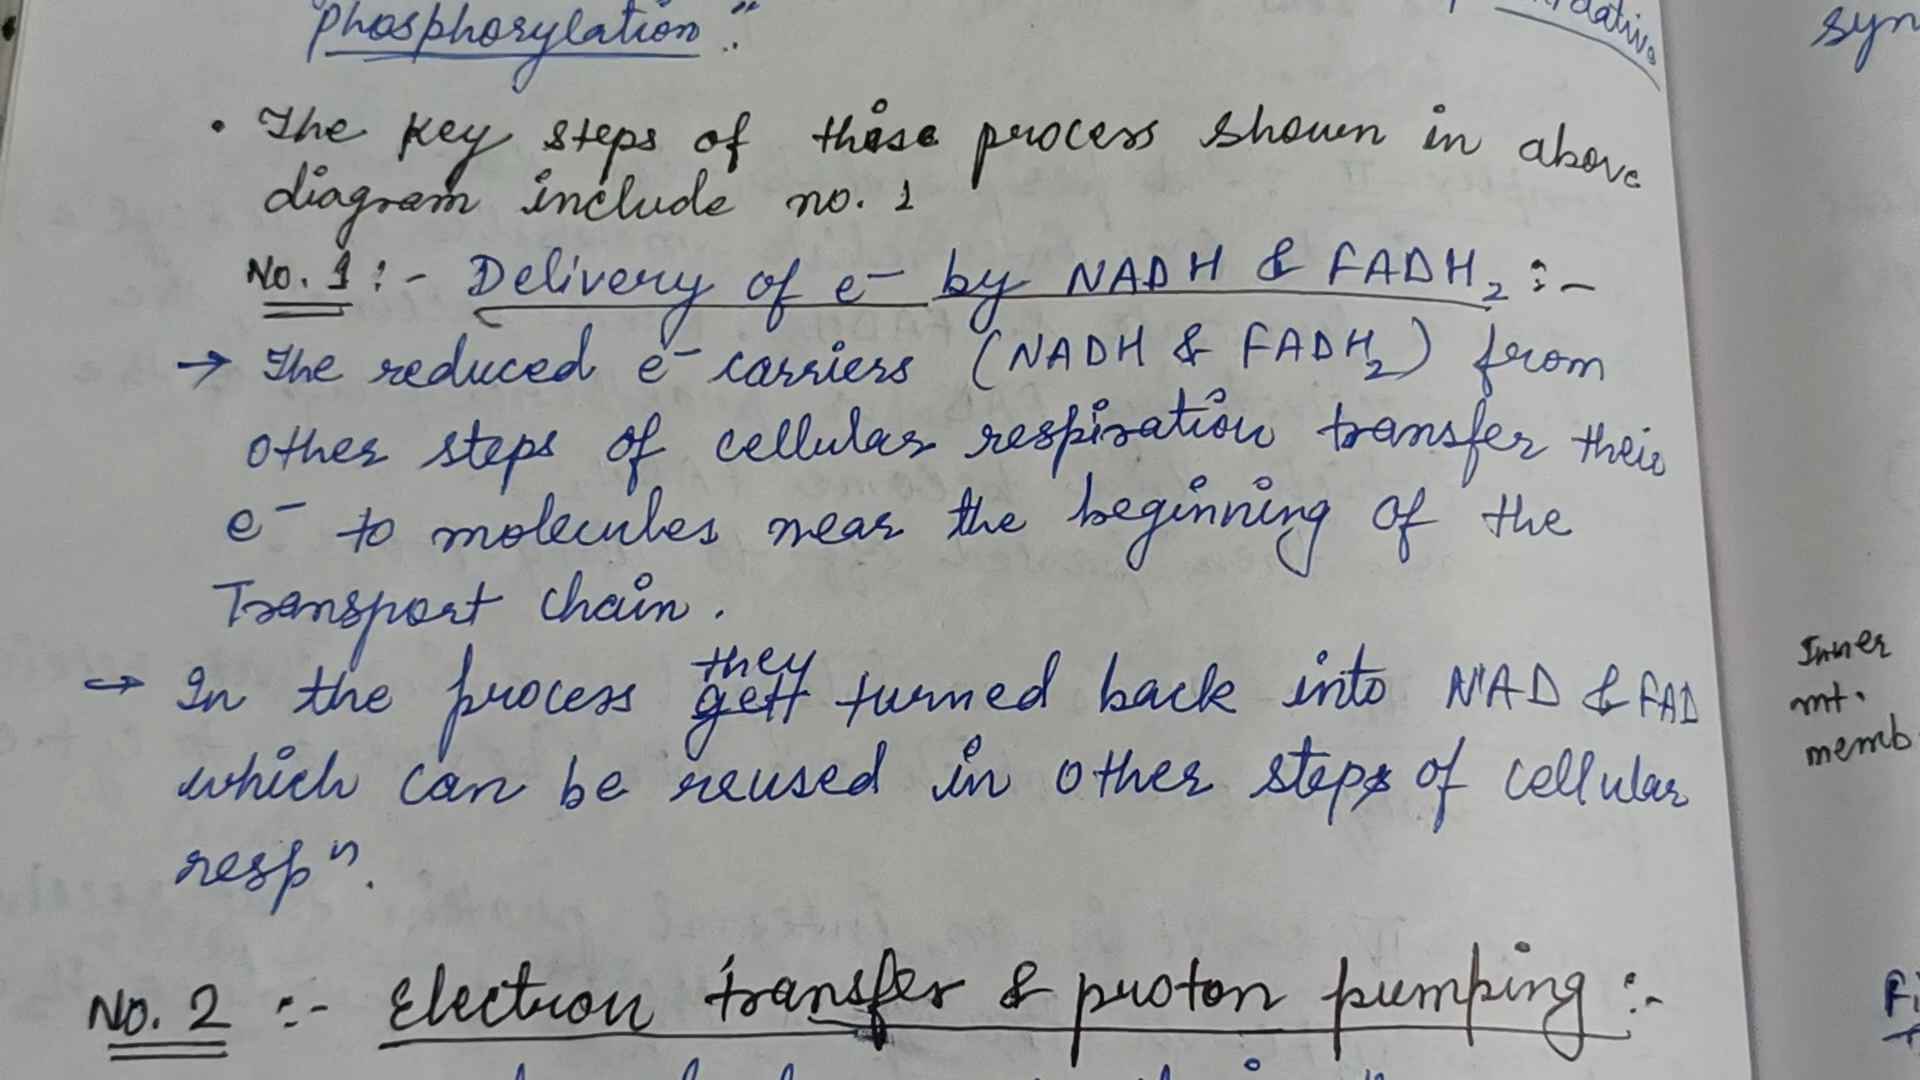 phosphorylation".
• The key steps of these process shown in above
diagram include no. 1
No. 1 :- Delivery of e⁻ by NADH & FADH₂ :-
→ The reduced e⁻ carriers (NADH & FADH₂) from
other steps of cellular respiration transfer their
e⁻ to molecules near the beginning of the
Transport chain.
→ In the process they turned back into NAD & FAD
which can be reused in other steps of cellular
respⁿ.
No. 2 :- Electron transfer & proton pumping :-
syn
Inner
mt.
memb.